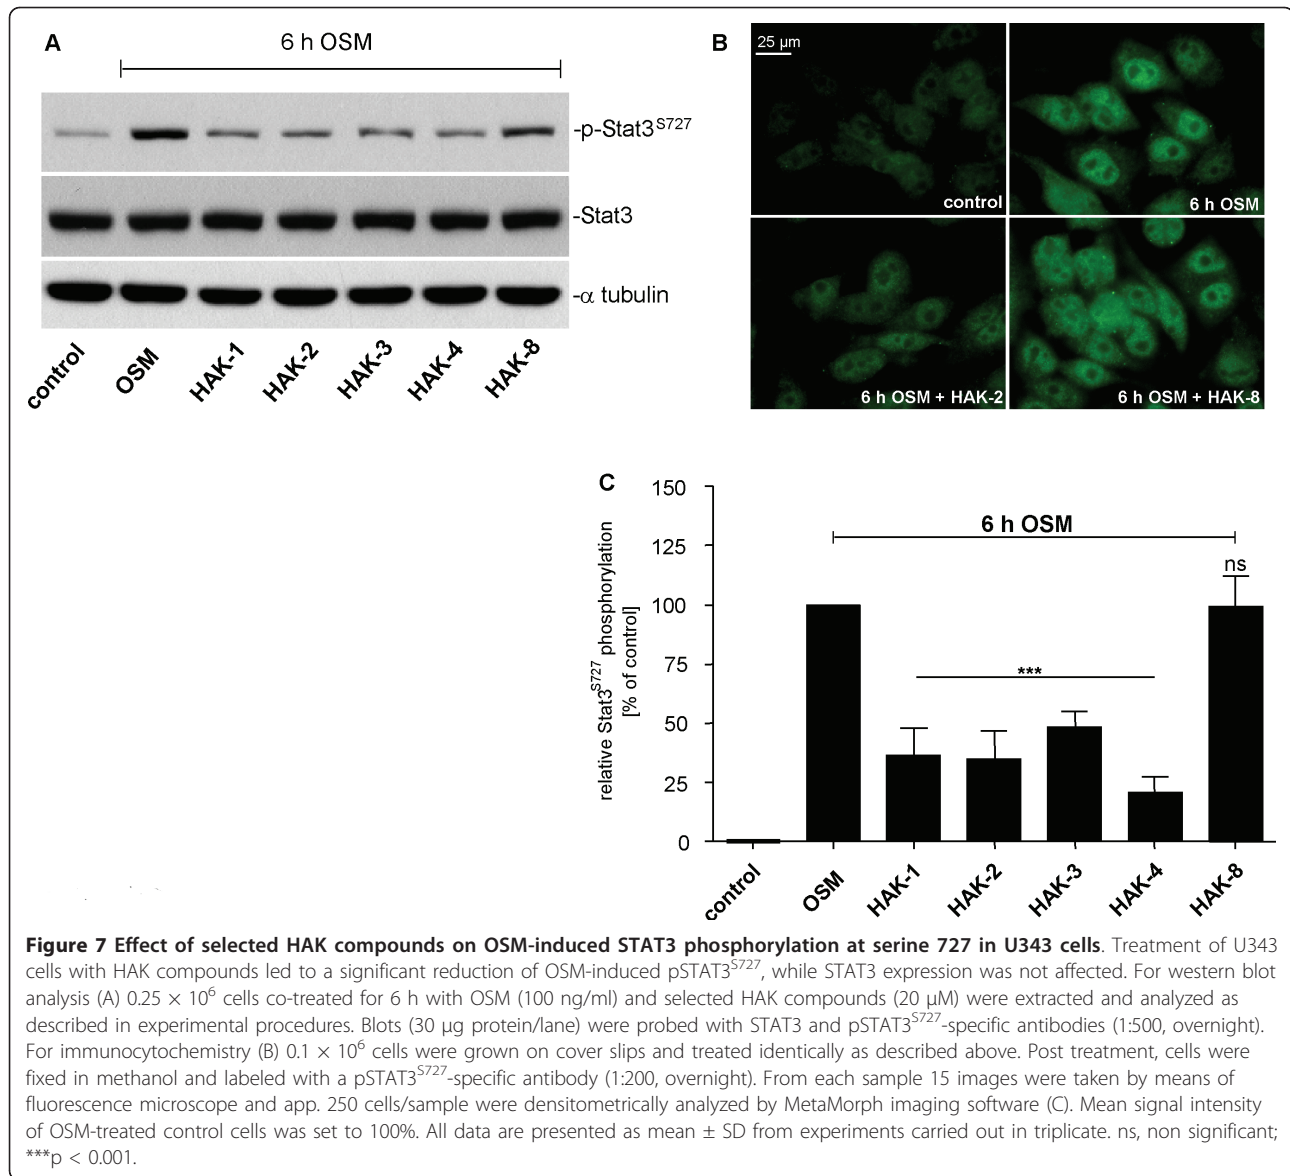 A
6 h OSM
-p-Stat3S727
-Stat3
-α tubulin
control
OSM
HAK-1
HAK-2
HAK-3
HAK-4
HAK-8
B
25 µm
control
6 h OSM
6 h OSM + HAK-2
6 h OSM + HAK-8
C
relative Stat3S727 phosphorylation
[% of control]
150
125
100
75
50
25
0
6 h OSM
***
ns
control
OSM
HAK-1
HAK-2
HAK-3
HAK-4
HAK-8
Figure 7 Effect of selected HAK compounds on OSM-induced STAT3 phosphorylation at serine 727 in U343 cells. Treatment of U343
cells with HAK compounds led to a significant reduction of OSM-induced pSTAT3S727, while STAT3 expression was not affected. For western blot
analysis (A) 0.25 × 10⁶ cells co-treated for 6 h with OSM (100 ng/ml) and selected HAK compounds (20 µM) were extracted and analyzed as
described in experimental procedures. Blots (30 µg protein/lane) were probed with STAT3 and pSTAT3S727-specific antibodies (1:500, overnight).
For immunocytochemistry (B) 0.1 × 10⁶ cells were grown on cover slips and treated identically as described above. Post treatment, cells were
fixed in methanol and labeled with a pSTAT3S727-specific antibody (1:200, overnight). From each sample 15 images were taken by means of
fluorescence microscope and app. 250 cells/sample were densitometrically analyzed by MetaMorph imaging software (C). Mean signal intensity
of OSM-treated control cells was set to 100%. All data are presented as mean ± SD from experiments carried out in triplicate. ns, non significant;
***p < 0.001.